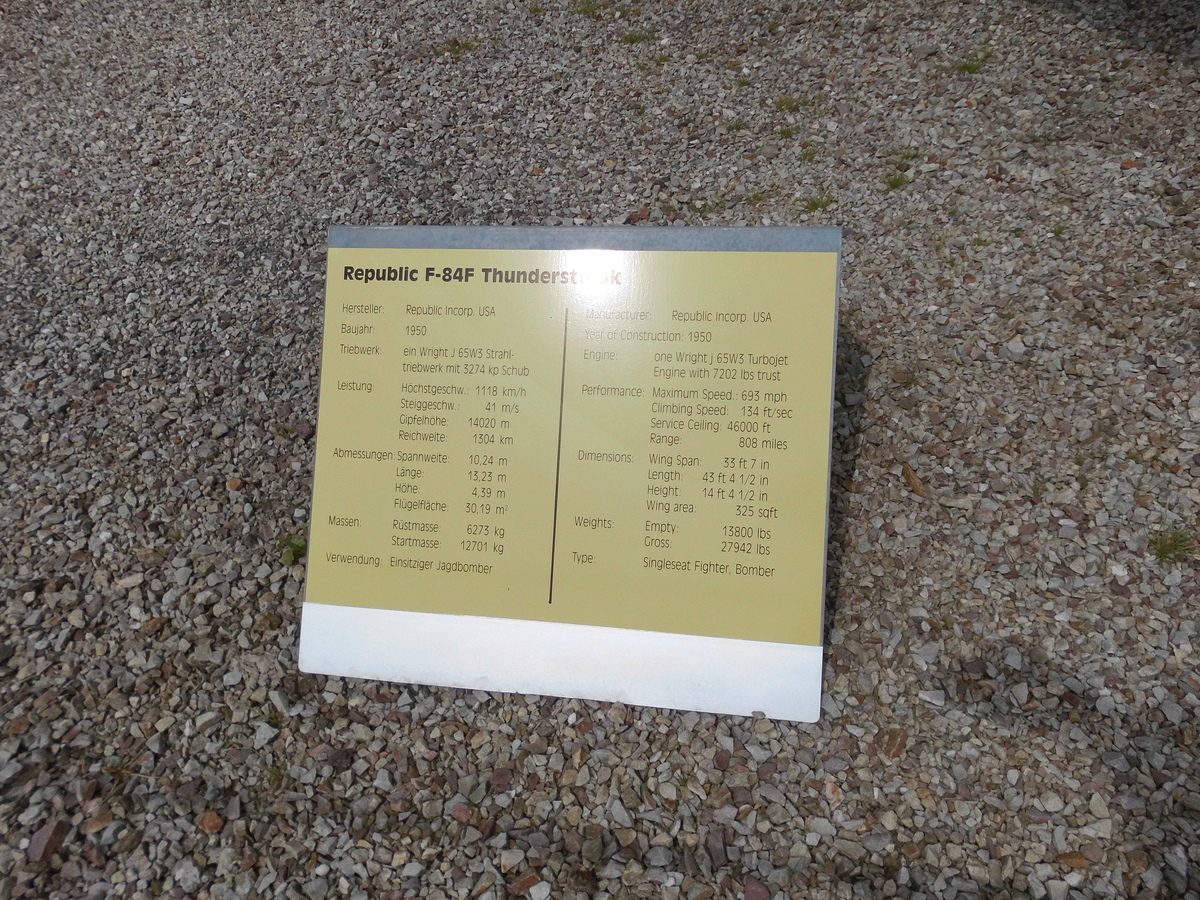 Republic F-84F Thunderstreak
Hersteller: Republic Incorp. USA
Baujahr: 1950
Triebwerk: ein Wright J 65W3 Strahl-
triebwerk mit 3274 kp Schub
Leistung: Höchstgeschw.: 1118 km/h
Steiggeschw.: 41 m/s
Gipfelhöhe: 14020 m
Reichweite: 1304 km
Abmessungen: Spannweite: 10,24 m
Länge: 13,23 m
Höhe: 4,39 m
Flügelfläche: 30,19 m²
Massen: Rüstmasse: 6273 kg
Startmasse: 12701 kg
Verwendung: Einsitziger Jagdbomber
Manufacturer: Republic Incorp. USA
Year of Construction: 1950
Engine: one Wright J 65W3 Turbojet
Engine with 7202 lbs trust
Performance: Maximum Speed.: 693 mph
Climbing Speed: 134 ft/sec
Service Ceiling: 46000 ft
Range: 808 miles
Dimensions: Wing Span: 33 ft 7 in
Length: 43 ft 4 1/2 in
Height: 14 ft 4 1/2 in
Wing area: 325 sqft
Weights: Empty: 13800 lbs
Gross: 27942 lbs
Type: Singleseat Fighter, Bomber